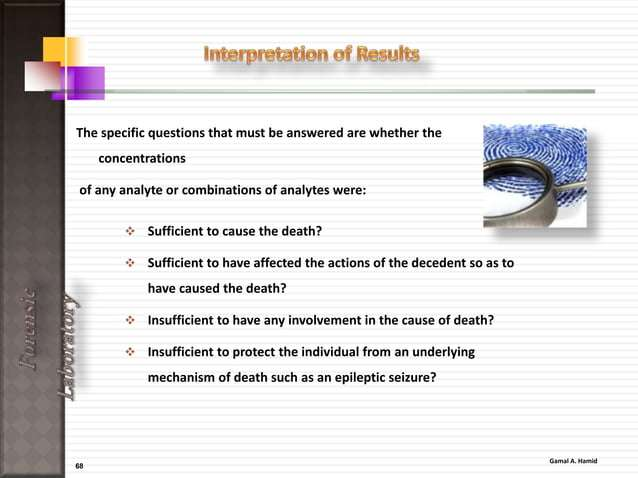 Interpretation of Results
The specific questions that must be answered are whether the
concentrations
of any analyte or combinations of analytes were:
❖ Sufficient to cause the death?
❖ Sufficient to have affected the actions of the decedent so as to
have caused the death?
❖ Insufficient to have any involvement in the cause of death?
❖ Insufficient to protect the individual from an underlying
mechanism of death such as an epileptic seizure?
Forensic
Laboratory
68
Gamal A. Hamid